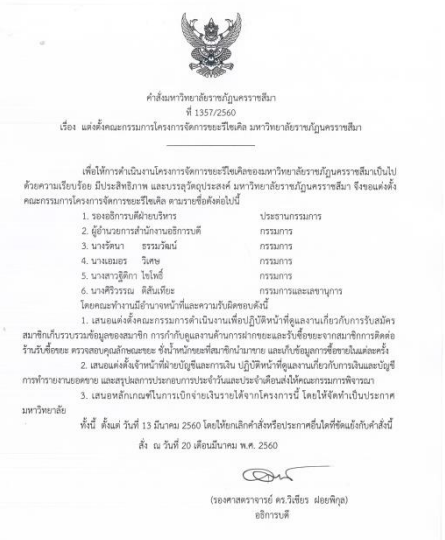 คำสั่งมหาวิทยาลัยราชภัฏนครราชสีมา
ที่ 1357/2560
เรื่อง แต่งตั้งคณะกรรมการโครงการจัดการขยะรีไซเคิล มหาวิทยาลัยราชภัฏนครราชสีมา
เพื่อให้การดำเนินงานโครงการจัดการขยะรีไซเคิลของมหาวิทยาลัยราชภัฏนครราชสีมาเป็นไป
ด้วยความเรียบร้อย มีประสิทธิภาพ และบรรลุวัตถุประสงค์ มหาวิทยาลัยราชภัฏนครราชสีมา จึงขอแต่งตั้ง
คณะกรรมการโครงการจัดการขยะรีไซเคิล ตามรายชื่อดังต่อไปนี้
1. รองอธิการบดีฝ่ายบริหาร ประธานกรรมการ
2. ผู้อำนวยการสำนักงานอธิการบดี กรรมการ
3. นางรัตนา ธรรมวัฒน์ กรรมการ
4. นางเอมอร วิเศษ กรรมการ
5. นางสาวฐิติกา ไขโพธิ์ กรรมการ
6. นางศิริวรรณ ดิสันเทียะ กรรมการและเลขานุการ
โดยคณะทำงานมีอำนาจหน้าที่และความรับผิดชอบดังนี้
1. เสนอแต่งตั้งคณะกรรมการดำเนินงานเพื่อปฏิบัติหน้าที่ดูแลงานเกี่ยวกับการรับสมัคร
สมาชิกเก็บรวบรวมข้อมูลของสมาชิก การกำกับดูแลงานด้านการฝากขยะและรับซื้อขยะจากสมาชิกการติดต่อ
ร้านรับซื้อขยะ ตรวจสอบคุณลักษณะขยะ ชั่งน้ำหนักขยะที่สมาชิกนำมาขาย และเก็บข้อมูลการซื้อขายในแต่ละครั้ง
2. เสนอแต่งตั้งเจ้าหน้าที่ฝ่ายบัญชีและการเงิน ปฏิบัติหน้าที่ดูแลงานเกี่ยวกับการเงินและบัญชี
การทำรายงานยอดขาย และสรุปผลการประกอบการประจำวันและประจำเดือนส่งให้คณะกรรมการพิจารณา
3. เสนอหลักเกณฑ์ในการเบิกจ่ายเงินรายได้จากโครงการนี้ โดยให้จัดทำเป็นประกาศ
มหาวิทยาลัย
ทั้งนี้ ตั้งแต่ วันที่ 13 มีนาคม 2560 โดยให้ยกเลิกคำสั่งหรือประกาศอื่นใดที่ขัดแย้งกับคำสั่งนี้
สั่ง ณ วันที่ 20 เดือนมีนาคม พ.ศ. 2560
(รองศาสตราจารย์ ดร.วิเชียร ฝอยพิกุล)
อธิการบดี